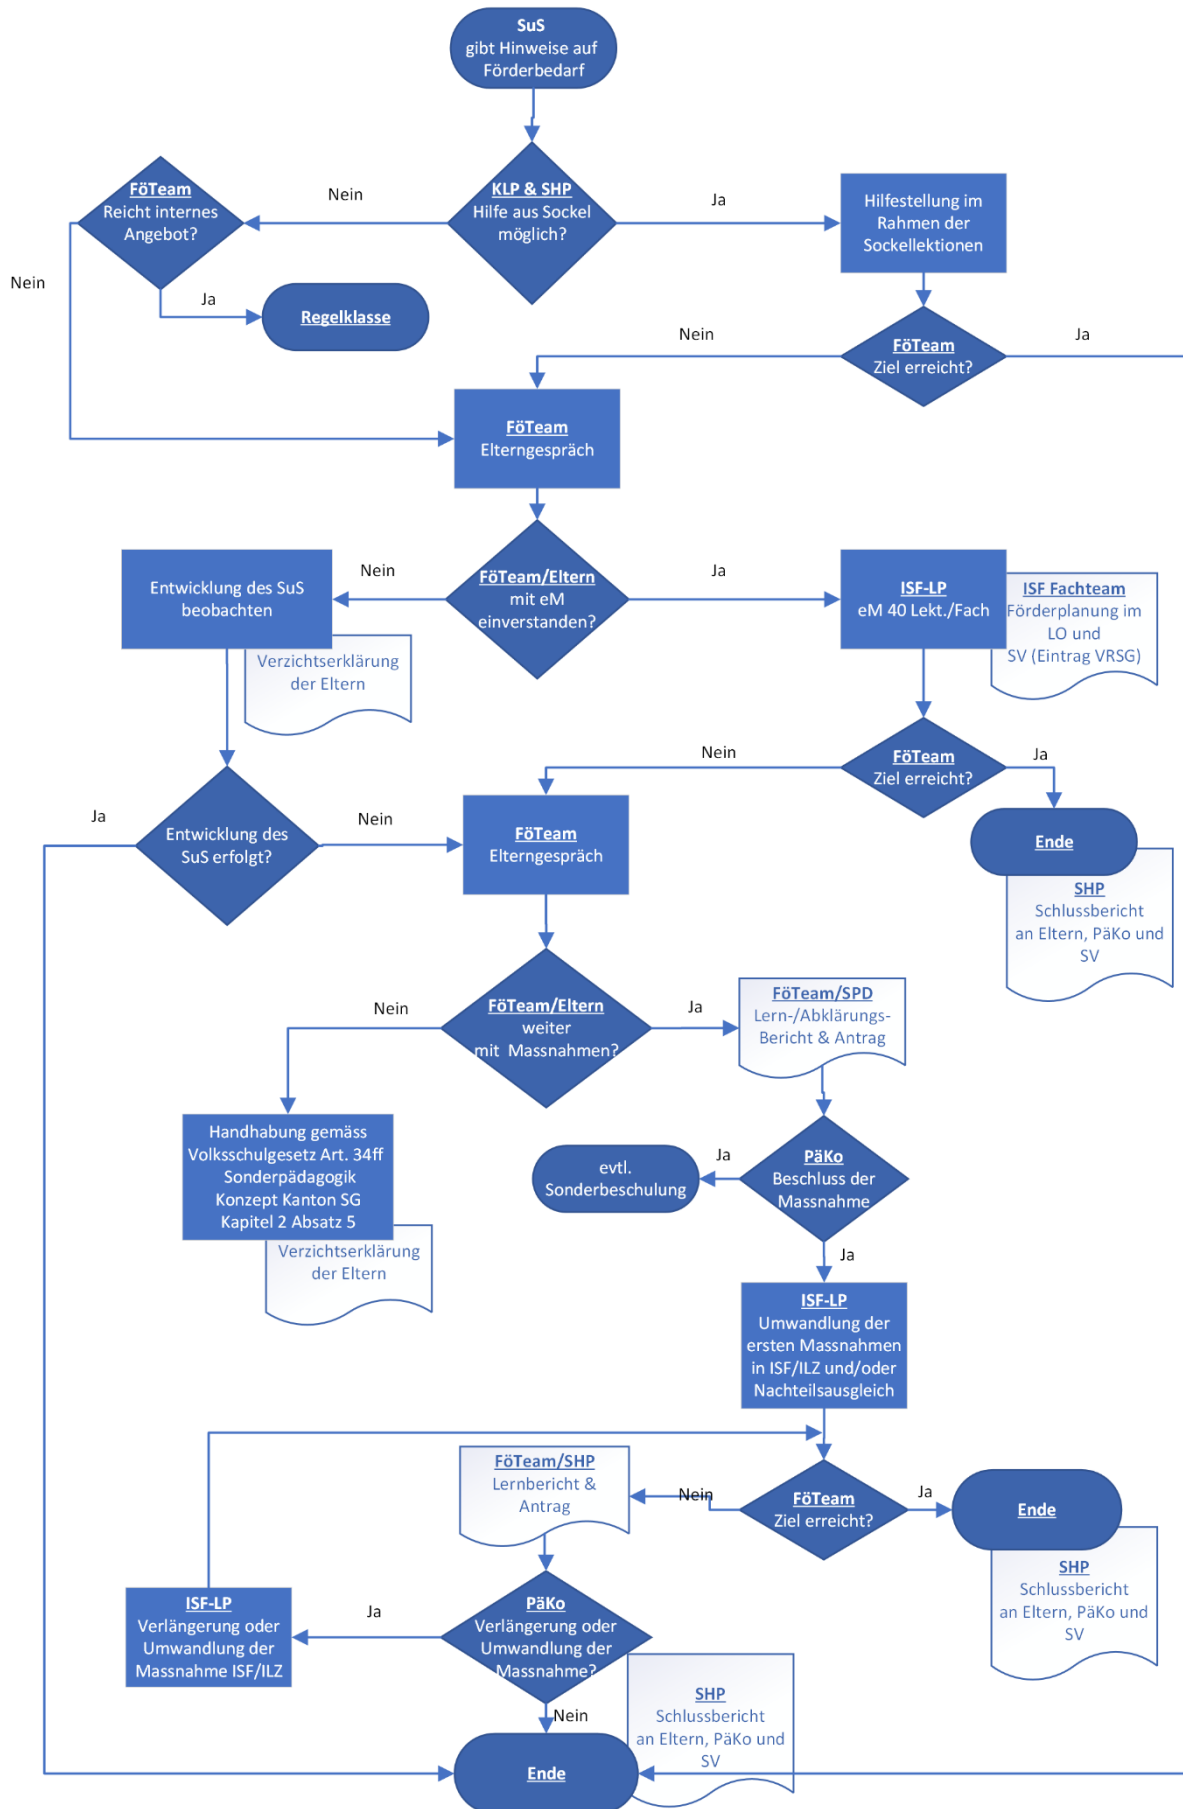 SuS
gibt Hinweise auf
Förderbedarf
FöTeam
Reicht internes
Angebot?
Nein
KLP & SHP
Hilfe aus Sockel
möglich?
Ja
Hilfestellung im
Rahmen der
Sockellektionen
Nein
Ja
Regelklasse
Nein
FöTeam
Ziel erreicht?
Ja
FöTeam
Elterngespräch
Entwicklung des SuS
beobachten
Nein
FöTeam/Eltern
mit eM
einverstanden?
Ja
ISF-LP
eM 40 Lekt./Fach
ISF Fachteam
Förderplanung im
LO und
SV (Eintrag VRSG)
Verzichtserklärung
der Eltern
Nein
FöTeam
Ziel erreicht?
Ja
Ja
Entwicklung des
SuS erfolgt?
Nein
FöTeam
Elterngespräch
Ende
SHP
Schlussbericht
an Eltern, PäKo und
SV
Nein
FöTeam/Eltern
weiter
mit Massnahmen?
Ja
FöTeam/SPD
Lern-/Abklärungs-
Bericht & Antrag
Handhabung gemäss
Volksschulgesetz Art. 34ff
Sonderpädagogik
Konzept Kanton SG
Kapitel 2 Absatz 5
Verzichtserklärung
der Eltern
evtl.
Sonderbeschulung
Ja
PäKo
Beschluss der
Massnahme
Ja
ISF-LP
Umwandlung der
ersten Massnahmen
in ISF/ILZ und/oder
Nachteilsausgleich
FöTeam/SHP
Lernbericht &
Antrag
Nein
FöTeam
Ziel erreicht?
Ja
Ende
SHP
Schlussbericht
an Eltern, PäKo und
SV
ISF-LP
Verlängerung oder
Umwandlung der
Massnahme ISF/ILZ
Ja
PäKo
Verlängerung oder
Umwandlung der
Massnahme?
Nein
SHP
Schlussbericht
an Eltern, PäKo und
SV
Ende